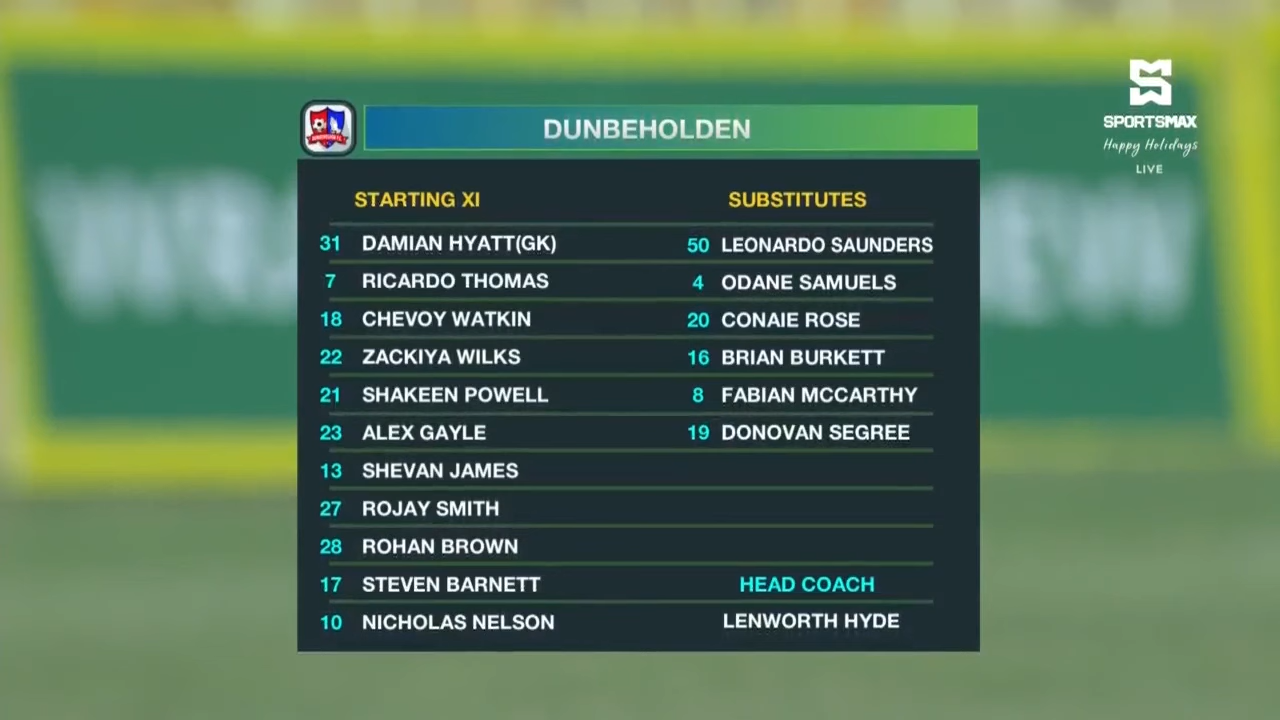 DUNBEHOLDEN
SPORTSMAX
Happy Holidays
LIVE
STARTING XI
31 DAMIAN HYATT(GK)
7 RICARDO THOMAS
18 CHEVOY WATKIN
22 ZACKIYA WILKS
21 SHAKEEN POWELL
23 ALEX GAYLE
13 SHEVAN JAMES
27 ROJAY SMITH
28 ROHAN BROWN
17 STEVEN BARNETT
10 NICHOLAS NELSON
SUBSTITUTES
50 LEONARDO SAUNDERS
4 ODANE SAMUELS
20 CONAIE ROSE
16 BRIAN BURKETT
8 FABIAN MCCARTHY
19 DONOVAN SEGREE
HEAD COACH
LENWORTH HYDE